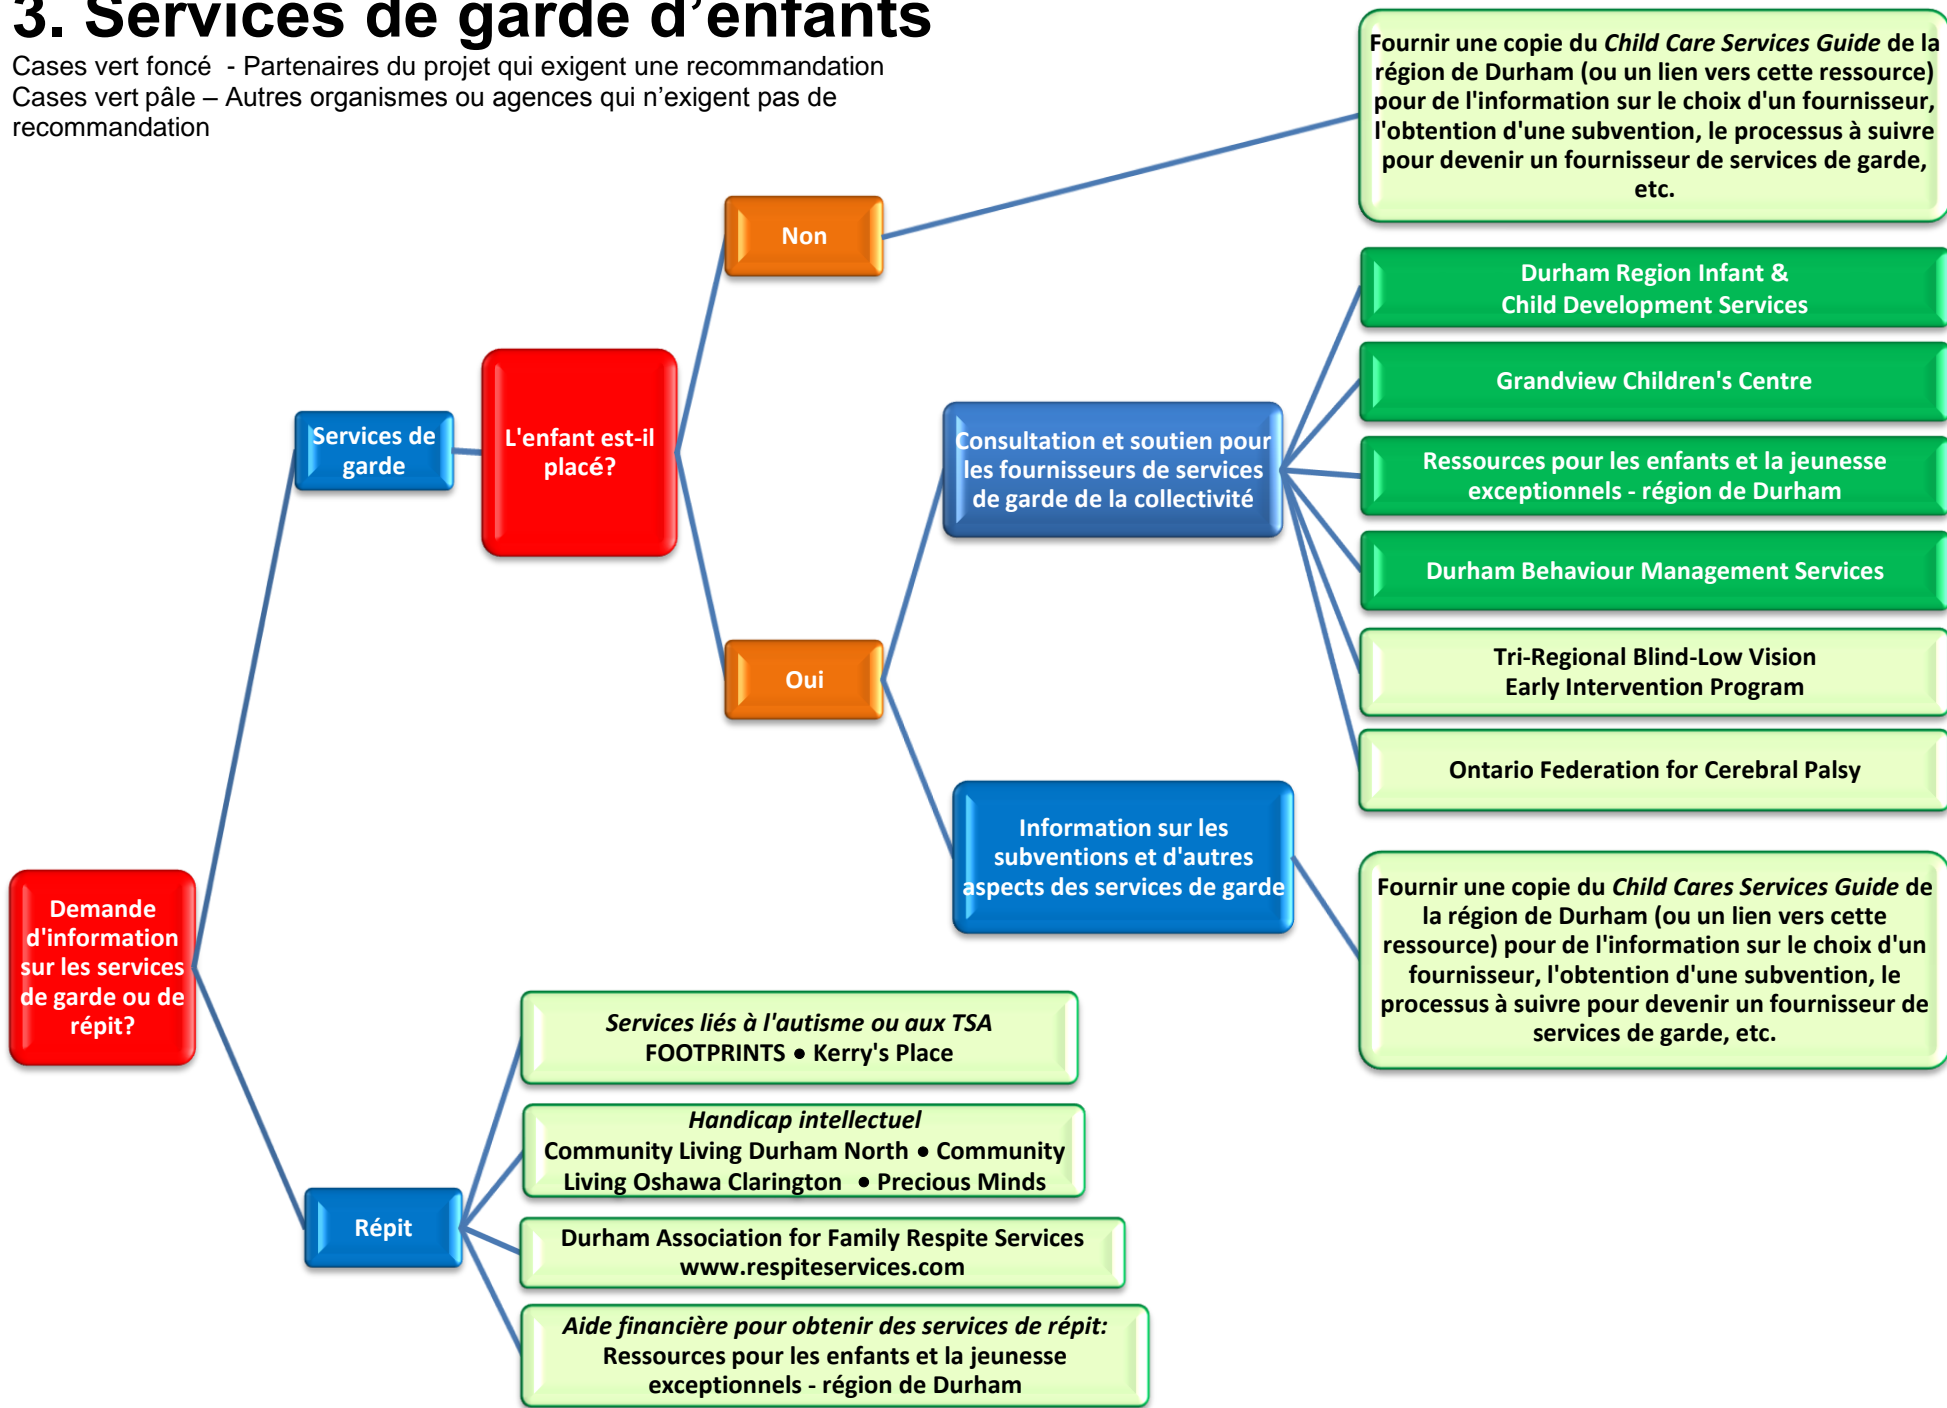 3. Services de garde d’enfants
Cases vert foncé - Partenaires du projet qui exigent une recommandation
Cases vert pâle – Autres organismes ou agences qui n’exigent pas de
recommandation
Fournir une copie du Child Care Services Guide de la
région de Durham (ou un lien vers cette ressource)
pour de l'information sur le choix d'un fournisseur,
l'obtention d'une subvention, le processus à suivre
pour devenir un fournisseur de services de garde,
etc.
Non
Durham Region Infant &
Child Development Services
Grandview Children's Centre
Services de
garde
L'enfant est-il
placé?
Consultation et soutien pour
les fournisseurs de services
de garde de la collectivité
Ressources pour les enfants et la jeunesse
exceptionnels - région de Durham
Durham Behaviour Management Services
Oui
Tri-Regional Blind-Low Vision
Early Intervention Program
Ontario Federation for Cerebral Palsy
Information sur les
subventions et d'autres
aspects des services de garde
Fournir une copie du Child Cares Services Guide de
la région de Durham (ou un lien vers cette
ressource) pour de l'information sur le choix d'un
fournisseur, l'obtention d'une subvention, le
processus à suivre pour devenir un fournisseur de
services de garde, etc.
Demande
d'information
sur les services
de garde ou de
répit?
Services liés à l'autisme ou aux TSA
FOOTPRINTS ● Kerry's Place
Handicap intellectuel
Community Living Durham North ● Community
Living Oshawa Clarington ● Precious Minds
Répit
Durham Association for Family Respite Services
www.respiteservices.com
Aide financière pour obtenir des services de répit:
Ressources pour les enfants et la jeunesse
exceptionnels - région de Durham